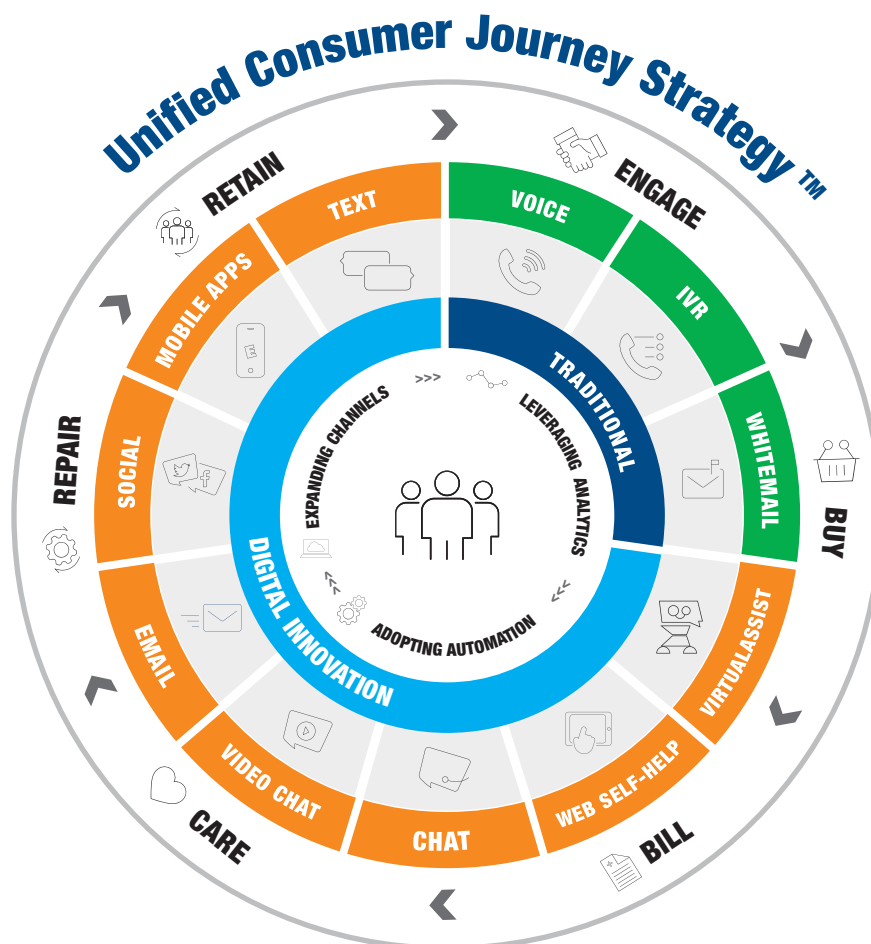 Unified Consumer Journey Strategy™
ENGAGE
BUY
BILL
CARE
REPAIR
RETAIN
VOICE
IVR
WHITEMAIL
VIRTUALASSIST
WEB SELF-HELP
CHAT
VIDEO CHAT
EMAIL
SOCIAL
MOBILE APPS
TEXT
TRADITIONAL
DIGITAL INNOVATION
EXPANDING CHANNELS
>>>
LEVERAGING ANALYTICS
>>>
ADOPTING AUTOMATION
>>>